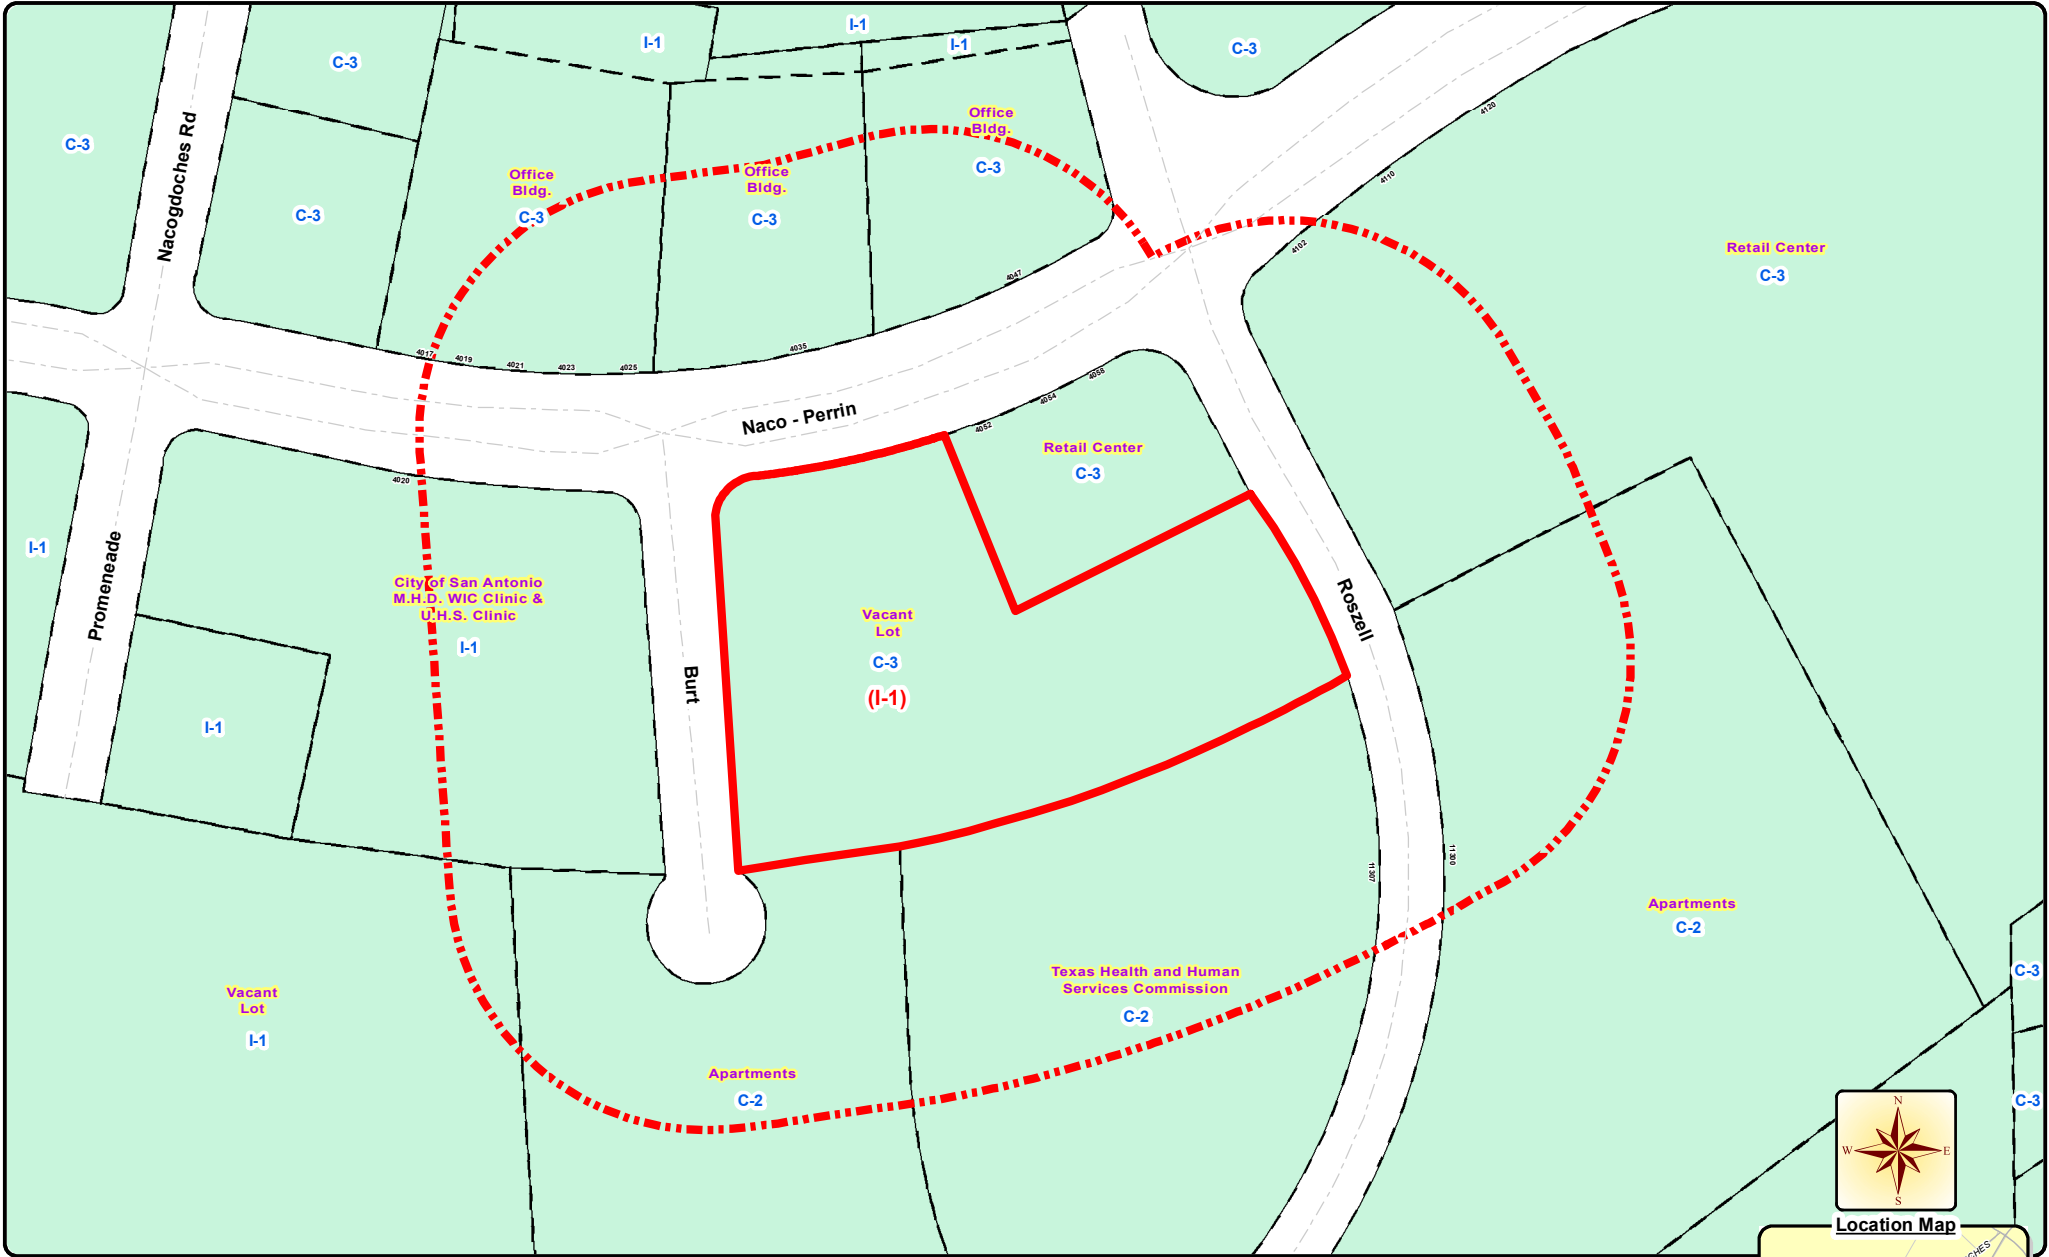 I-1
I-1
I-1
C-3
C-3
C-3
Nacogdoches Rd
C-3
Office
Bldg.
C-3
Office
Bldg.
C-3
Office
Bldg.
C-3
4120
4110
4102
Retail Center
C-3
4047
4017
4019
4021
4023
4025
4035
4058
4054
4052
Naco - Perrin
Retail Center
C-3
4020
I-1
Promeneade
City of San Antonio
M.H.D. WIC Clinic &
U.H.S. Clinic
I-1
I-1
Burt
Vacant
Lot
C-3
(I-1)
Roszell
11307
11300
Apartments
C-2
Vacant
Lot
I-1
Texas Health and Human
Services Commission
C-2
Apartments
C-2
C-3
C-3
N
W
E
S
Location Map